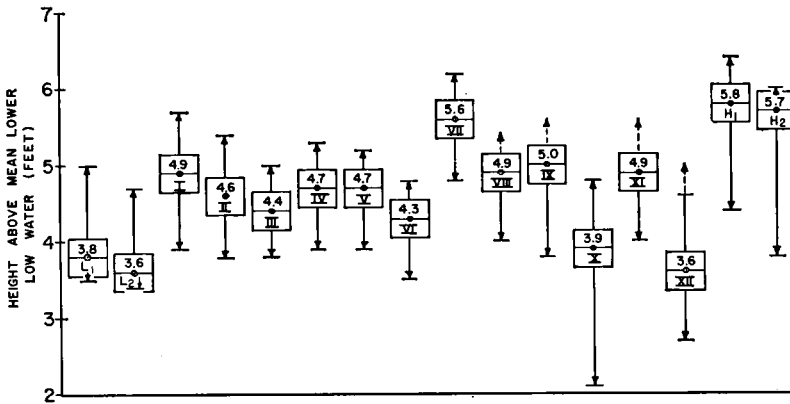 HEIGHT ABOVE MEAN LOWER
LOW WATER (FEET)
7
6
5
4
3
2
3.8
L1
3.6
L2
4.9
I
4.6
II
4.4
III
4.7
IV
4.7
V
4.3
VI
5.6
VII
4.9
VIII
5.0
IX
3.9
X
4.9
XI
3.6
XII
5.8
H1
5.7
H2